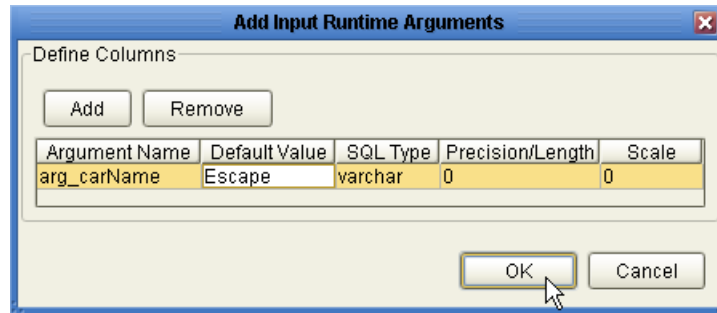 Add Input Runtime Arguments
Define Columns
Add Remove
Argument Name Default Value SQL Type Precision/Length Scale
arg_carName Escape varchar 0 0
OK Cancel